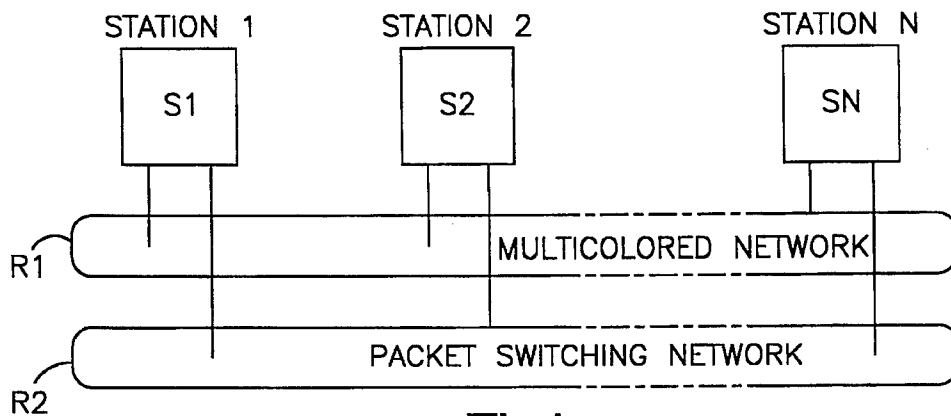 STATION 1 STATION 2 STATION N
S1 S2 SN
R1 MULTICOLORED NETWORK
PACKET SWITCHING NETWORK
R2